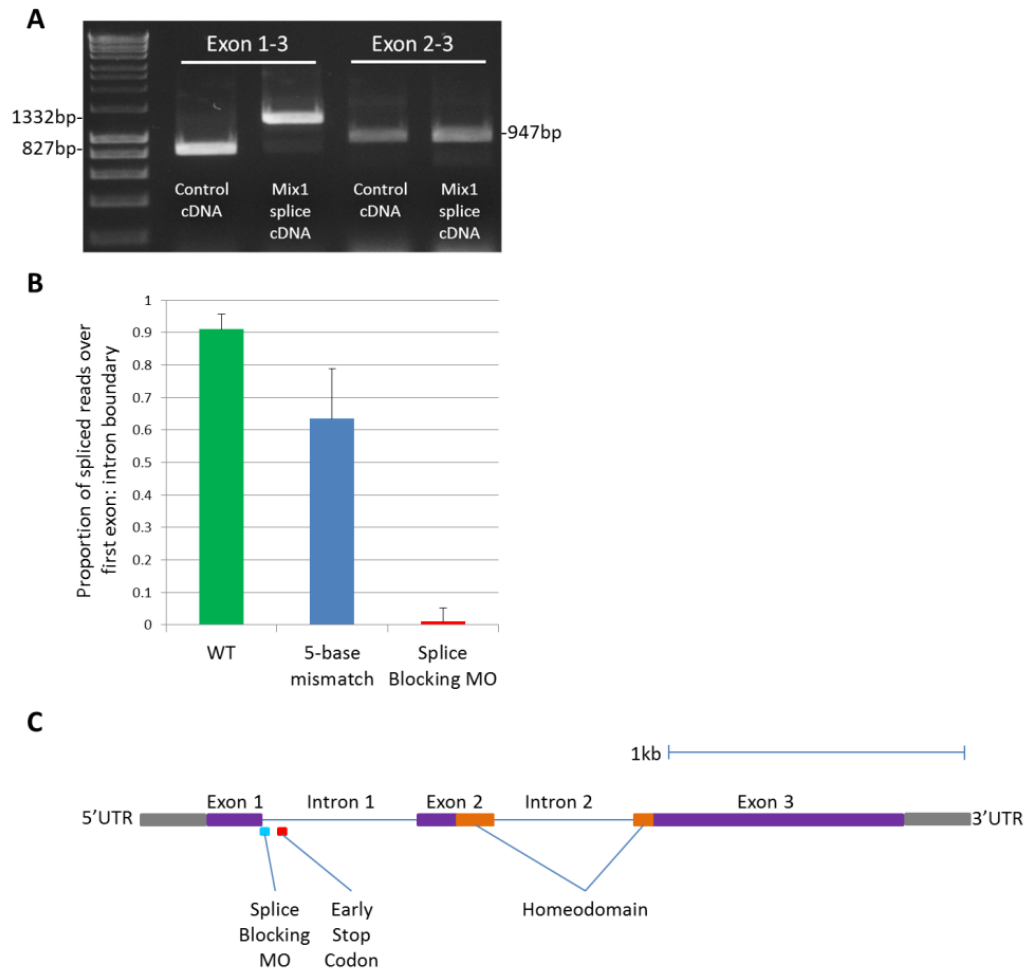 A
Exon 1-3
Exon 2-3
1332bp-
827bp-
-947bp
Control
cDNA
Mix1
splice
cDNA
Control
cDNA
Mix1
splice
cDNA
B
Proportion of spliced reads over
first exon: intron boundary
1
0.9
0.8
0.7
0.6
0.5
0.4
0.3
0.2
0.1
0
WT
5-base
mismatch
Splice
Blocking MO
C
1kb
5'UTR
Exon 1
Intron 1
Exon 2
Intron 2
Exon 3
3'UTR
Splice
Blocking
MO
Early
Stop
Codon
Homeodomain